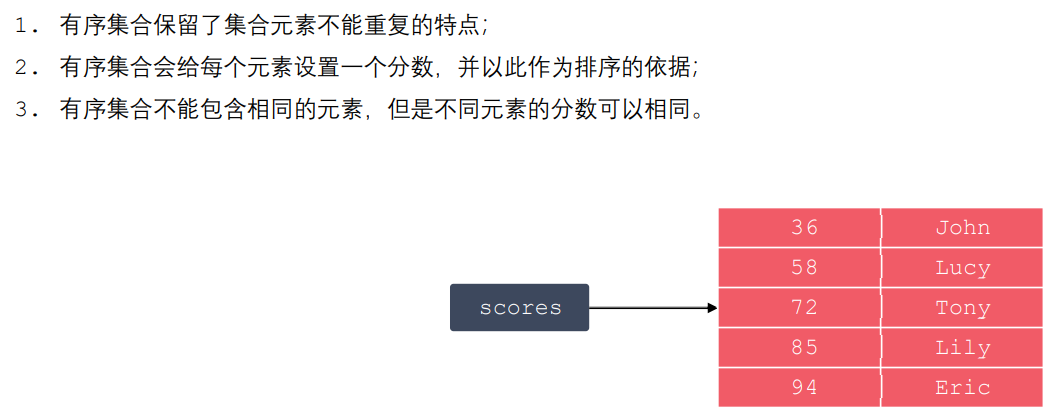 1. 有序集合保留了集合元素不能重复的特点;
2. 有序集合会给每个元素设置一个分数，并以此作为排序的依据;
3. 有序集合不能包含相同的元素，但是不同元素的分数可以相同。
36 John
58 Lucy
scores
72 Tony
85 Lily
94 Eric